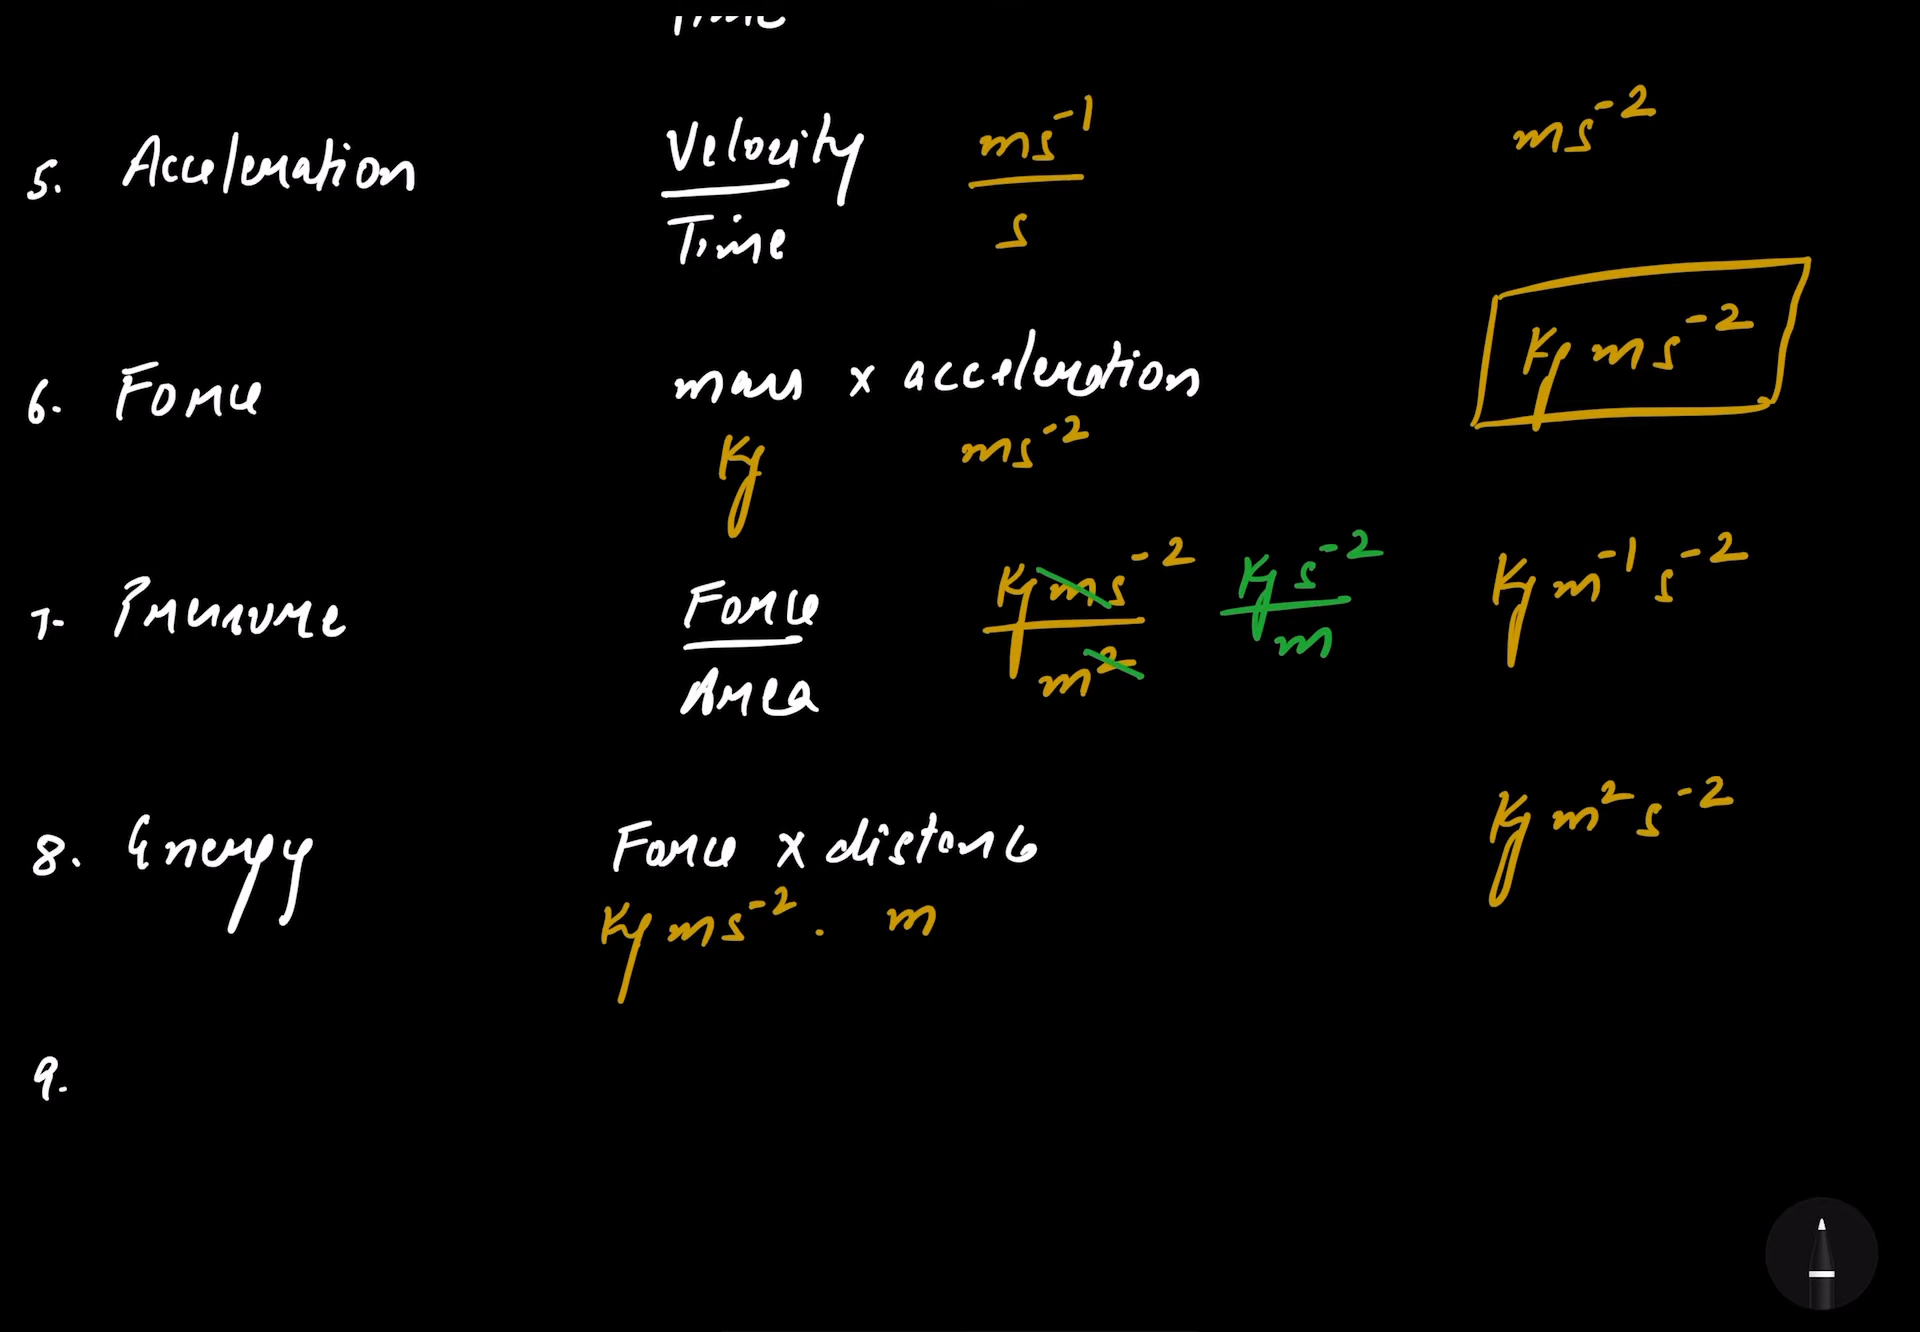 Time
5. Acceleration Velocity ms⁻¹ ms⁻²
Time s
6. Force mass x acceleration Kg ms⁻²
Kg ms⁻²
7. Pressure Force Kg ms⁻² Kg s⁻² Kg m⁻¹ s⁻²
Area m² m
8. Energy Force x distance Kg m² s⁻²
Kg ms⁻² . m
9.